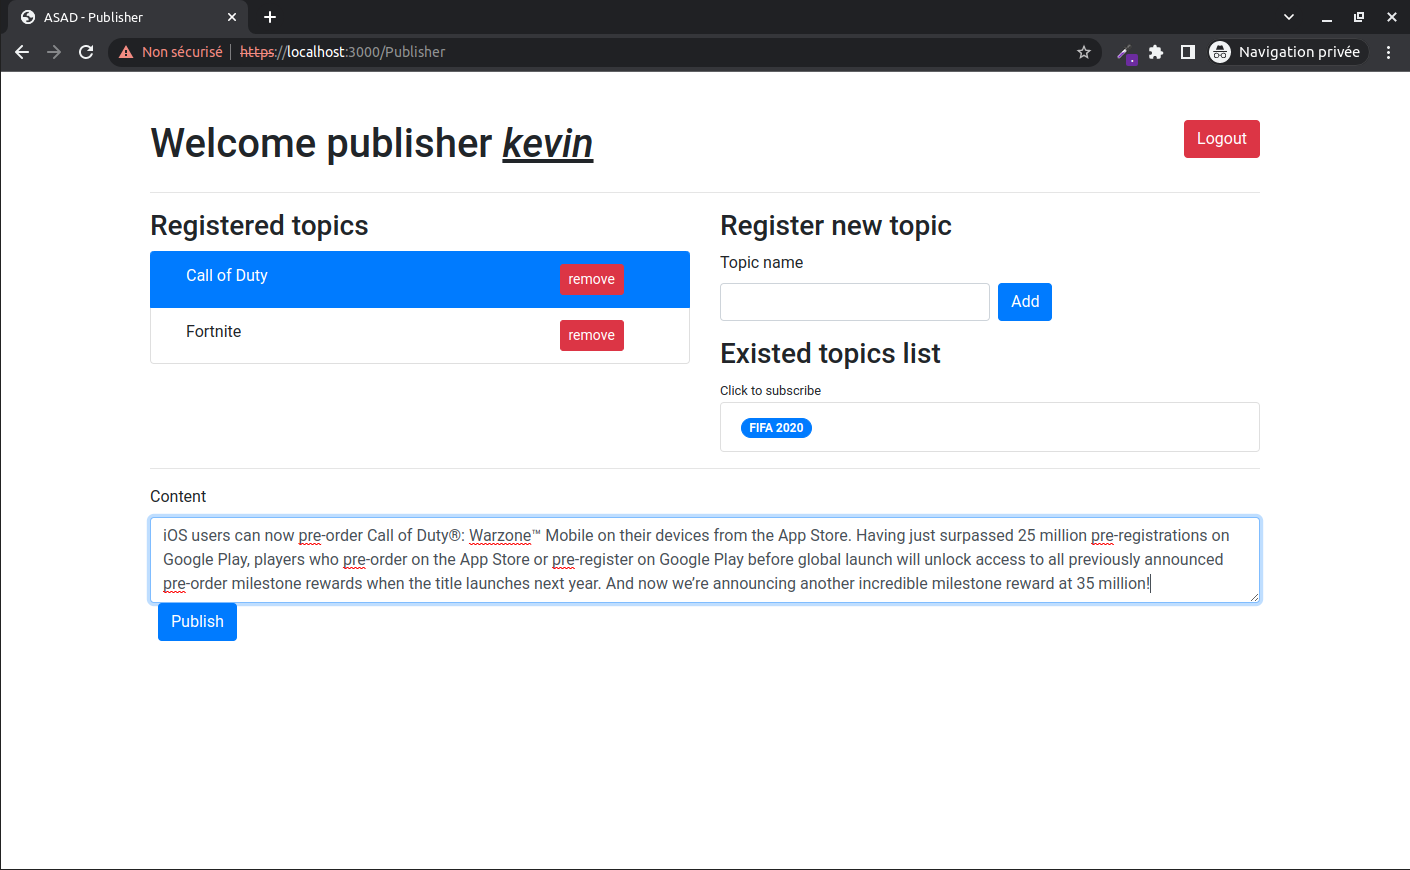 ASAD - Publisher
Non sécurisé https://localhost:3000/Publisher Navigation privée
Welcome publisher kevin
Logout
Registered topics
Call of Duty remove
Fortnite remove
Register new topic
Topic name
Add
Existed topics list
Click to subscribe
FIFA 2020
Content
iOS users can now pre-order Call of Duty®: Warzone™ Mobile on their devices from the App Store. Having just surpassed 25 million pre-registrations on
Google Play, players who pre-order on the App Store or pre-register on Google Play before global launch will unlock access to all previously announced
pre-order milestone rewards when the title launches next year. And now we’re announcing another incredible milestone reward at 35 million!
Publish